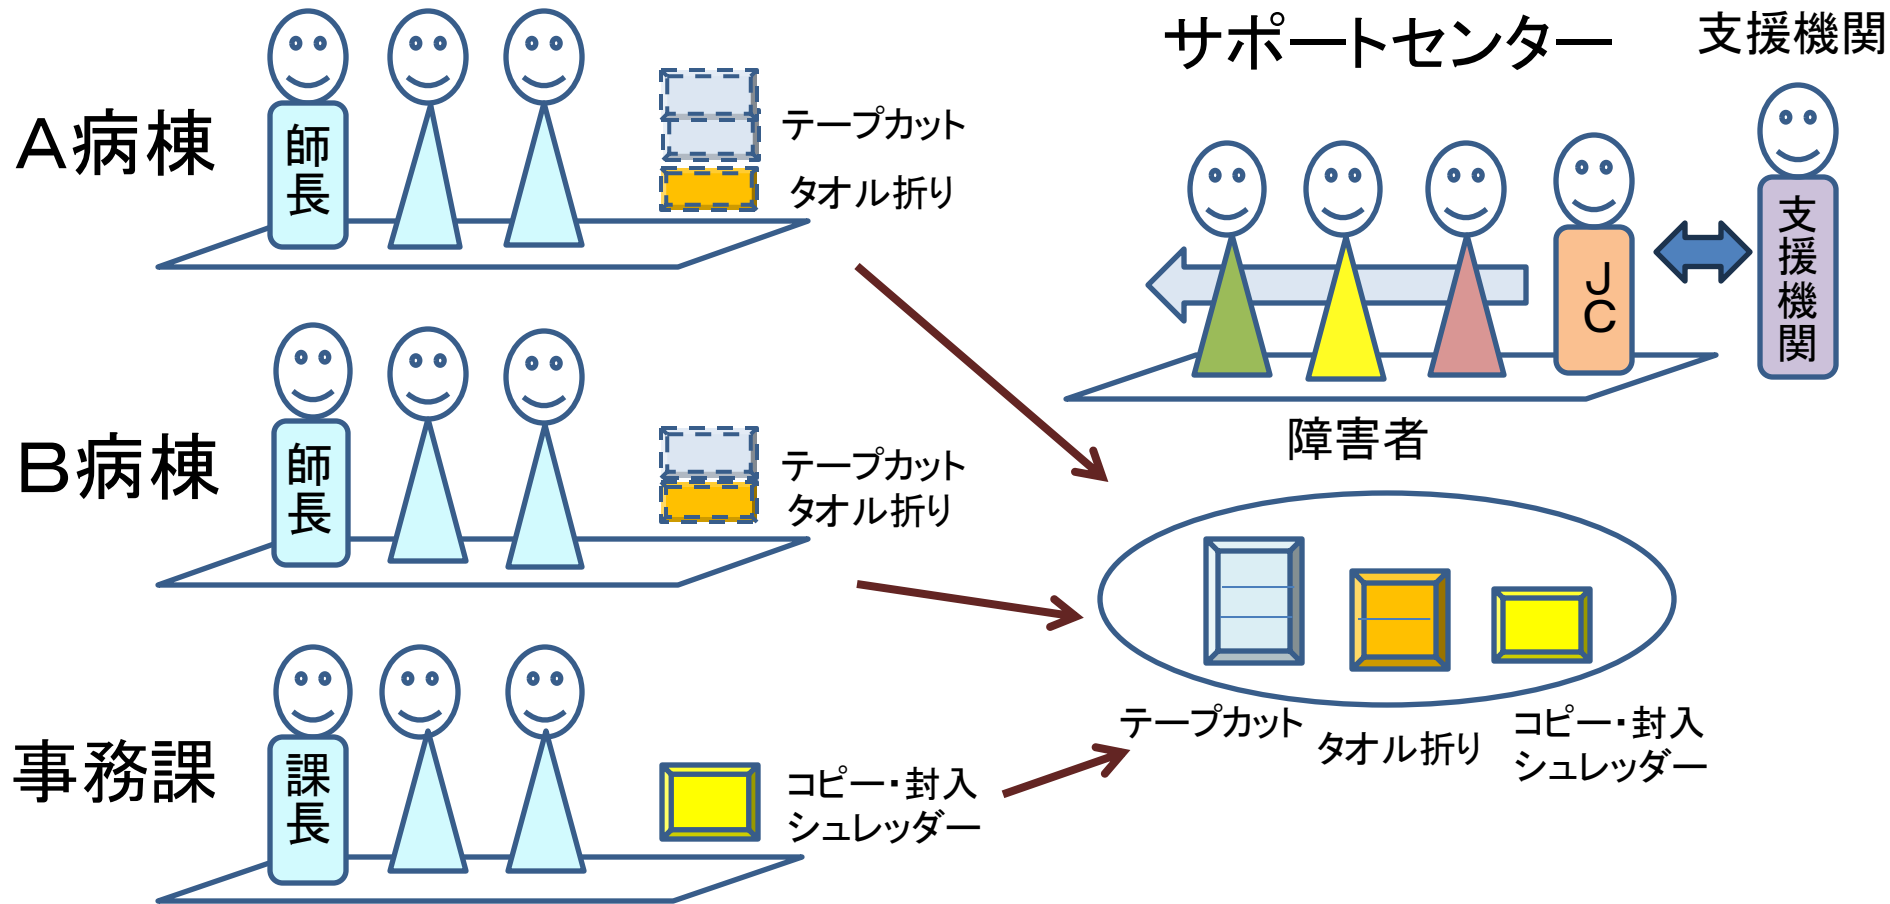 A病棟
師長
テープカット
タオル折り
B病棟
師長
テープカット
タオル折り
事務課
課長
コピー・封入
シュレッダー
サポートセンター
支援機関
JC
支援機関
障害者
テープカット
タオル折り
コピー・封入
シュレッダー